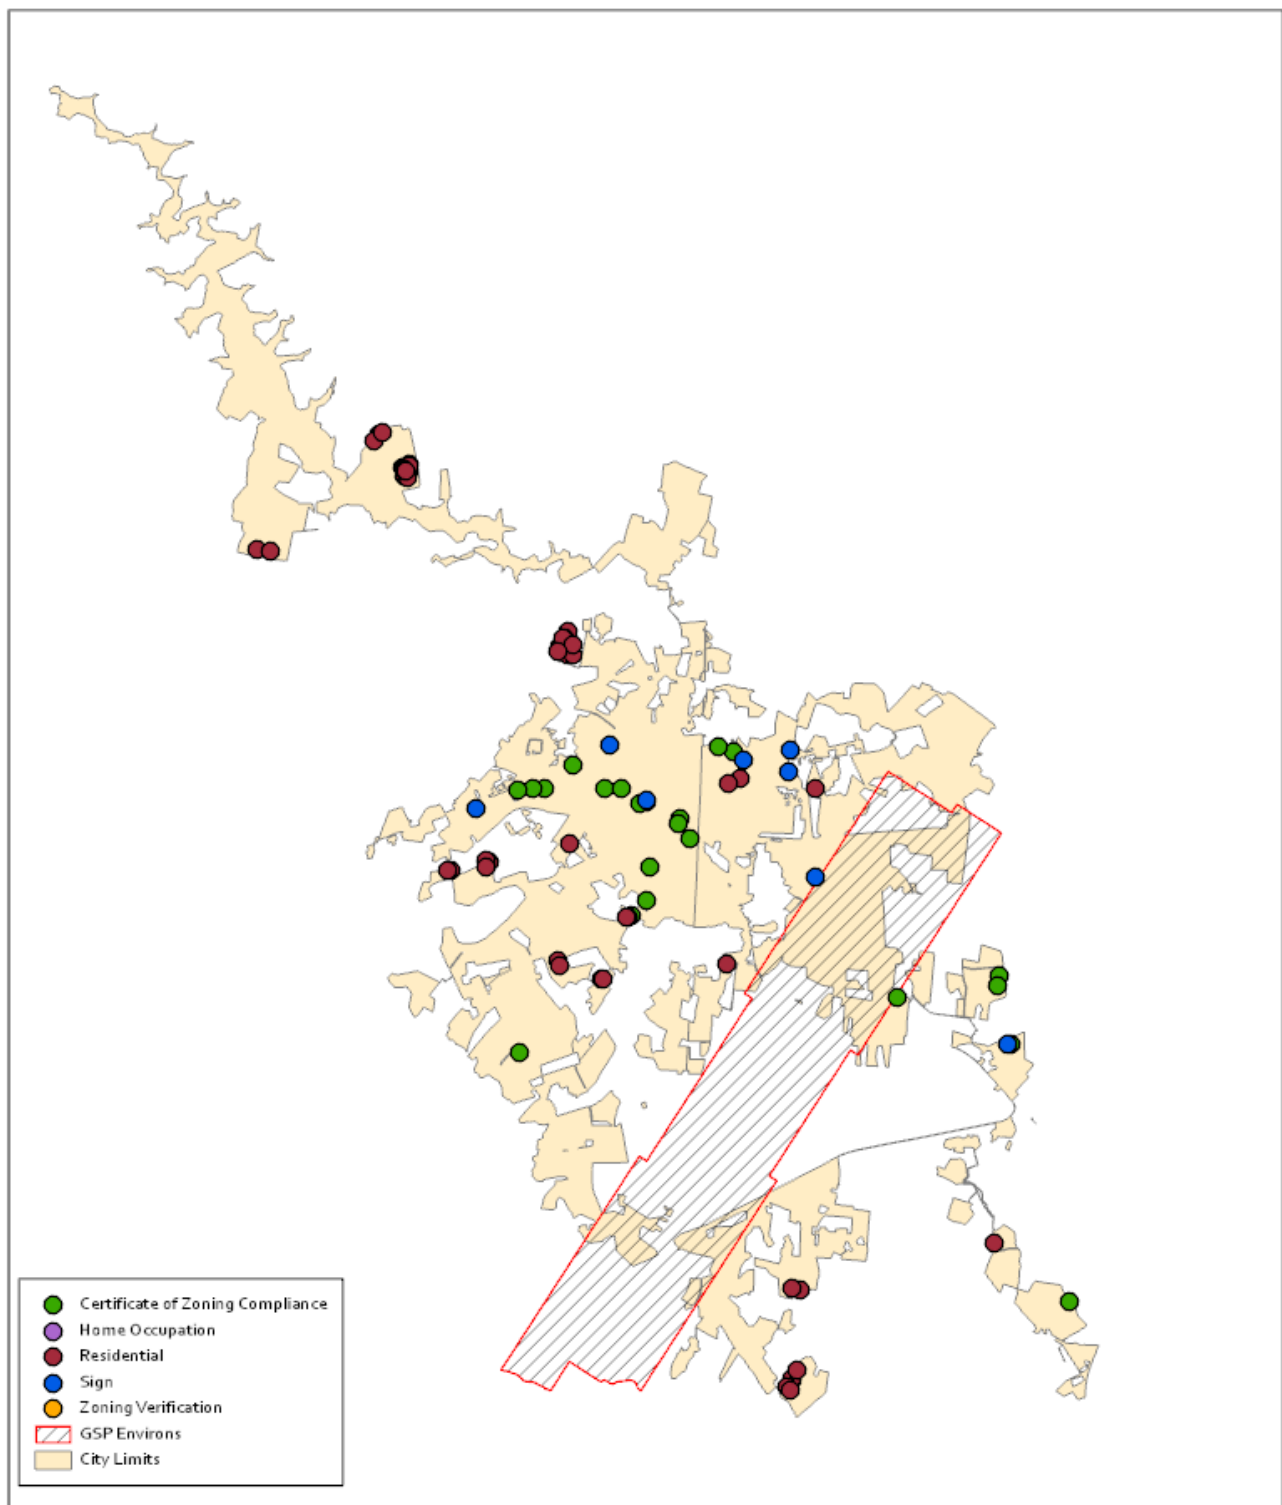 Certificate of Zoning Compliance
Home Occupation
Residential
Sign
Zoning Verification
GSP Environs
City Limits